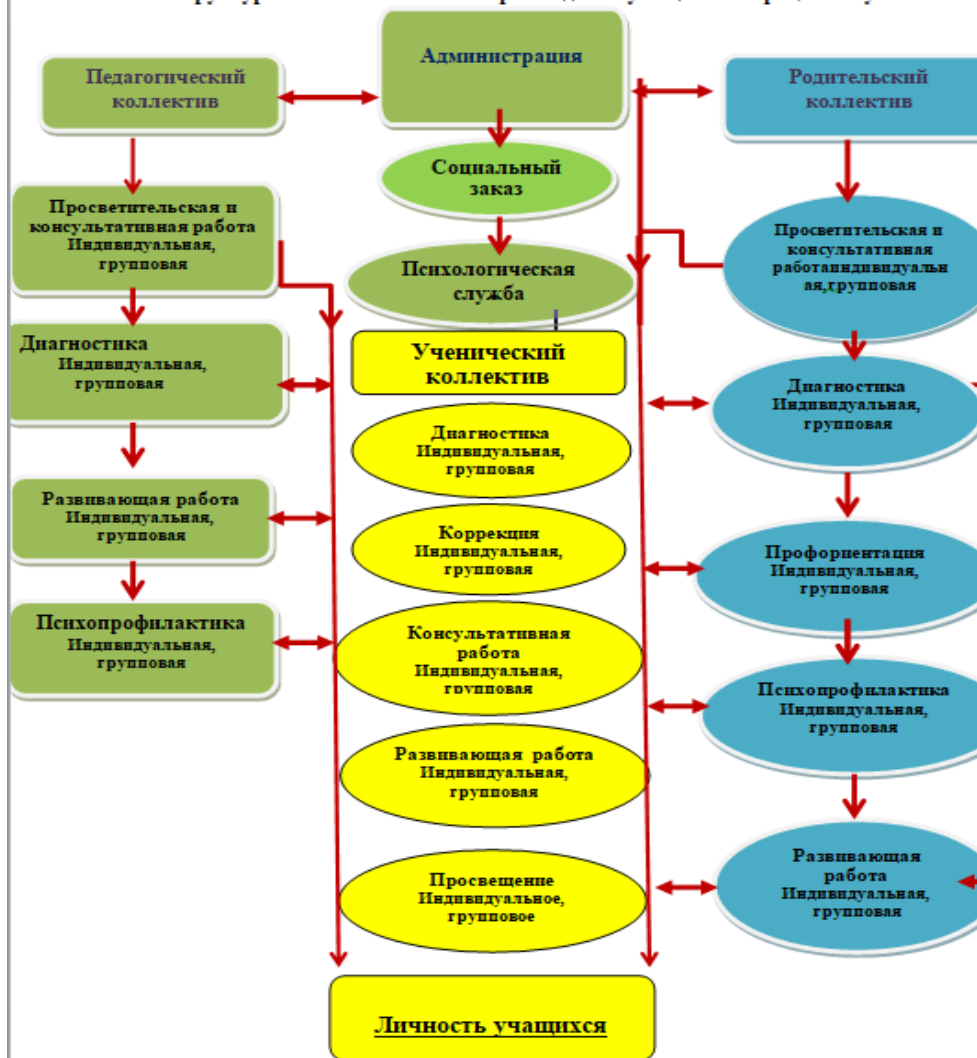 Администрация
Педагогический
коллектив
Родительский
коллектив
Социальный
заказ
Просветительская и
консультативная работа
Индивидуальная,
групповая
Просветительская и
консультативная
работаиндивидуальн
ая,групповая
Психологическая
служба
Диагностика
Индивидуальная,
групповая
Ученический
коллектив
Диагностика
Индивидуальная,
групповая
Диагностика
Индивидуальная,
групповая
Развивающая работа
Индивидуальная,
групповая
Коррекция
Индивидуальная,
групповая
Профориентация
Индивидуальная,
групповая
Психопрофилактика
Индивидуальная,
групповая
Консультативная
работа
Индивидуальная,
групповая
Психопрофилактика
Индивидуальная,
групповая
Развивающая работа
Индивидуальная,
групповая
Развивающая
работа
Индивидуальная,
групповая
Просвещение
Индивидуальное,
групповое
Личность учащихся